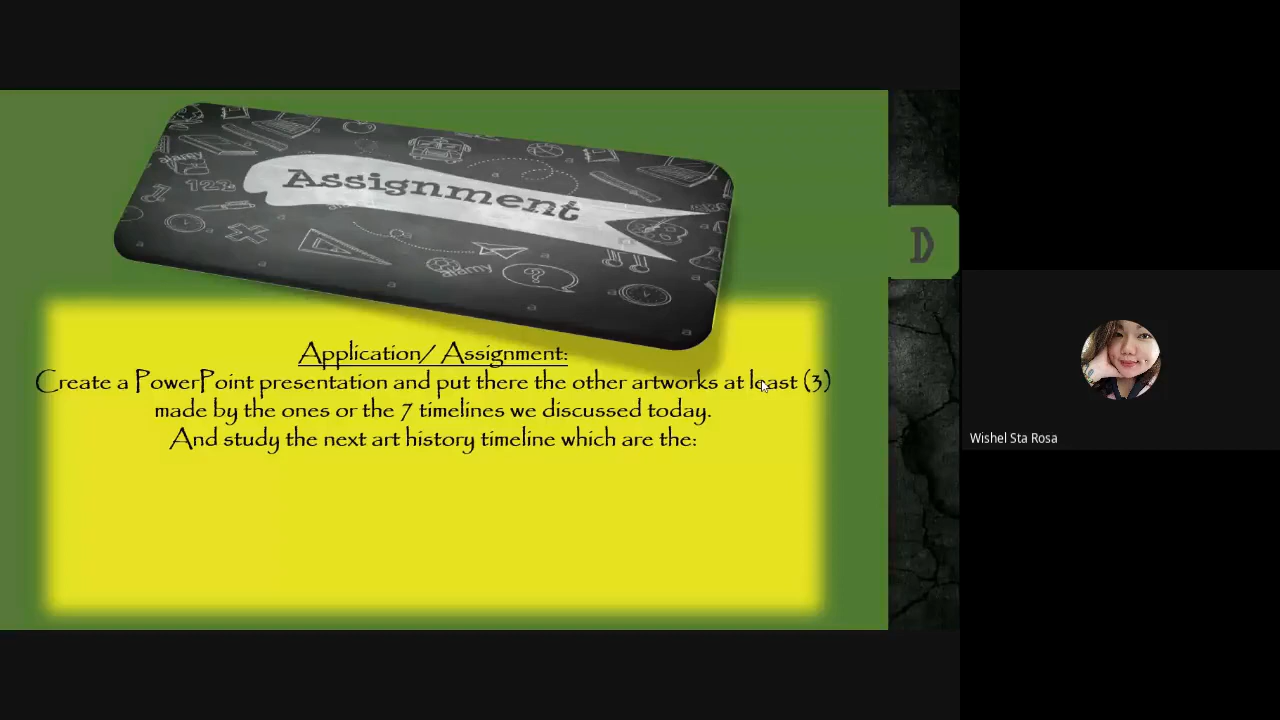 Assignment
123
alamy
Application/ Assignment:
Create a PowerPoint presentation and put there the other artworks at least (3)
made by the ones or the 7 timelines we discussed today.
And study the next art history timeline which are the:
D
Wishel Sta Rosa